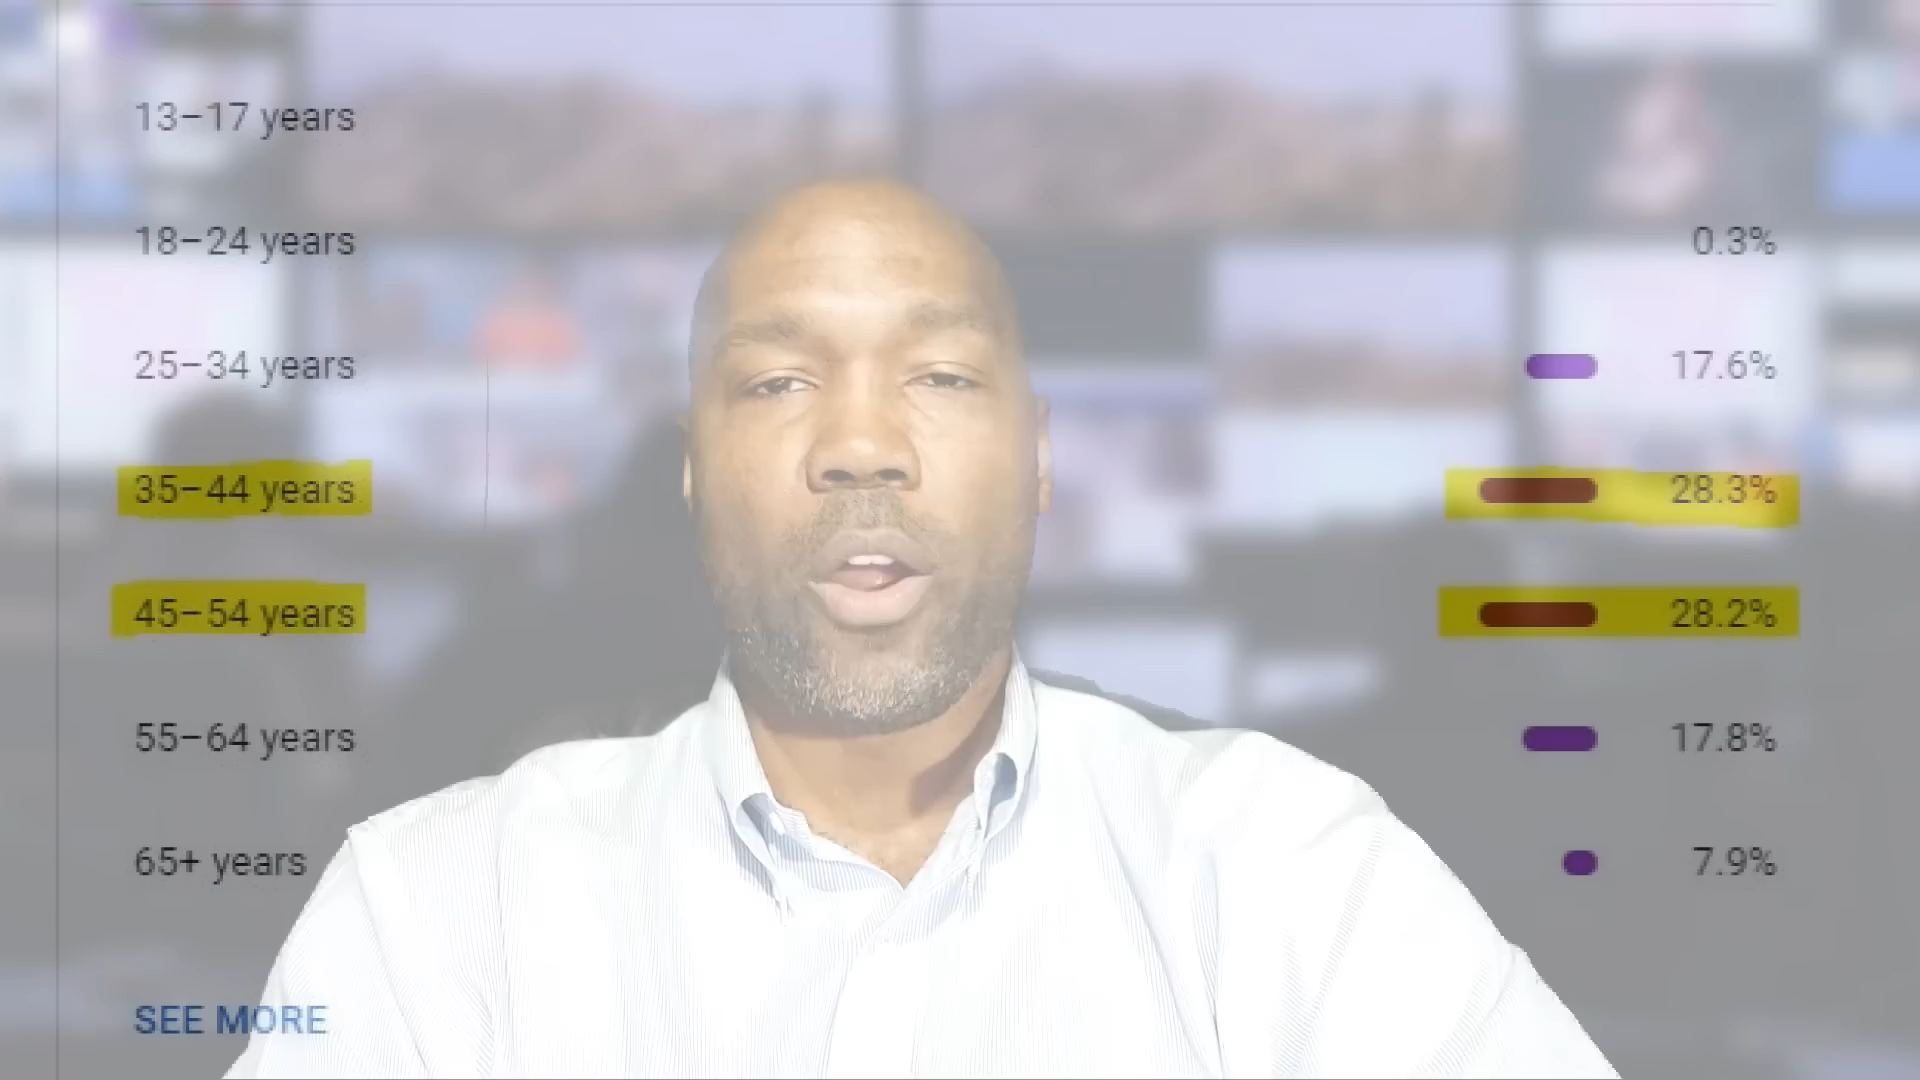 13–17 years
18–24 years 0.3%
25–34 years 17.6%
35–44 years 28.3%
45–54 years 28.2%
55–64 years 17.8%
65+ years 7.9%
SEE MORE